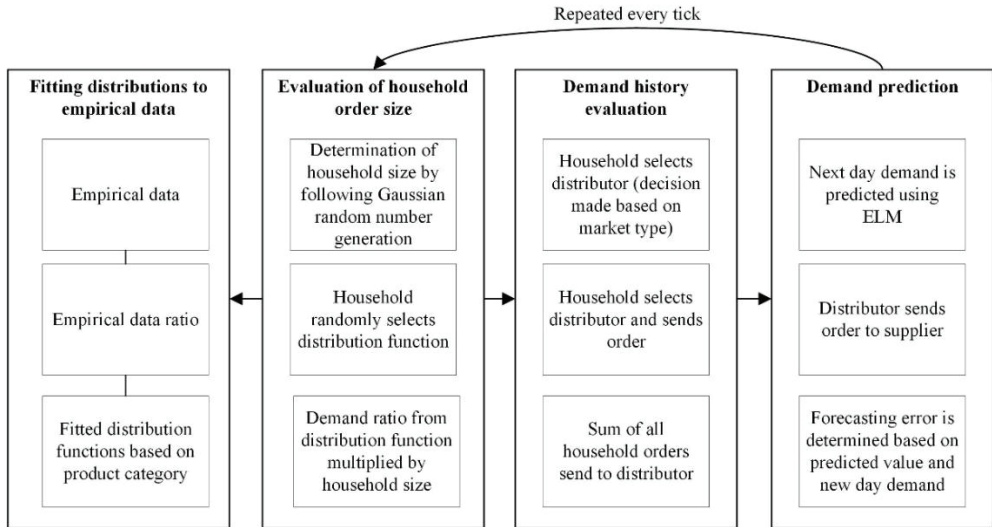 Repeated every tick
Fitting distributions to
empirical data
Empirical data
Empirical data ratio
Fitted distribution
functions based on
product category
Evaluation of household
order size
Determination of
household size by
following Gaussian
random number
generation
Household
randomly selects
distribution function
Demand ratio from
distribution function
multiplied by
household size
Demand history
evaluation
Household selects
distributor (decision
made based on
market type)
Household selects
distributor and sends
order
Sum of all
household orders
send to distributor
Demand prediction
Next day demand is
predicted using
ELM
Distributor sends
order to supplier
Forecasting error is
determined based on
predicted value and
new day demand